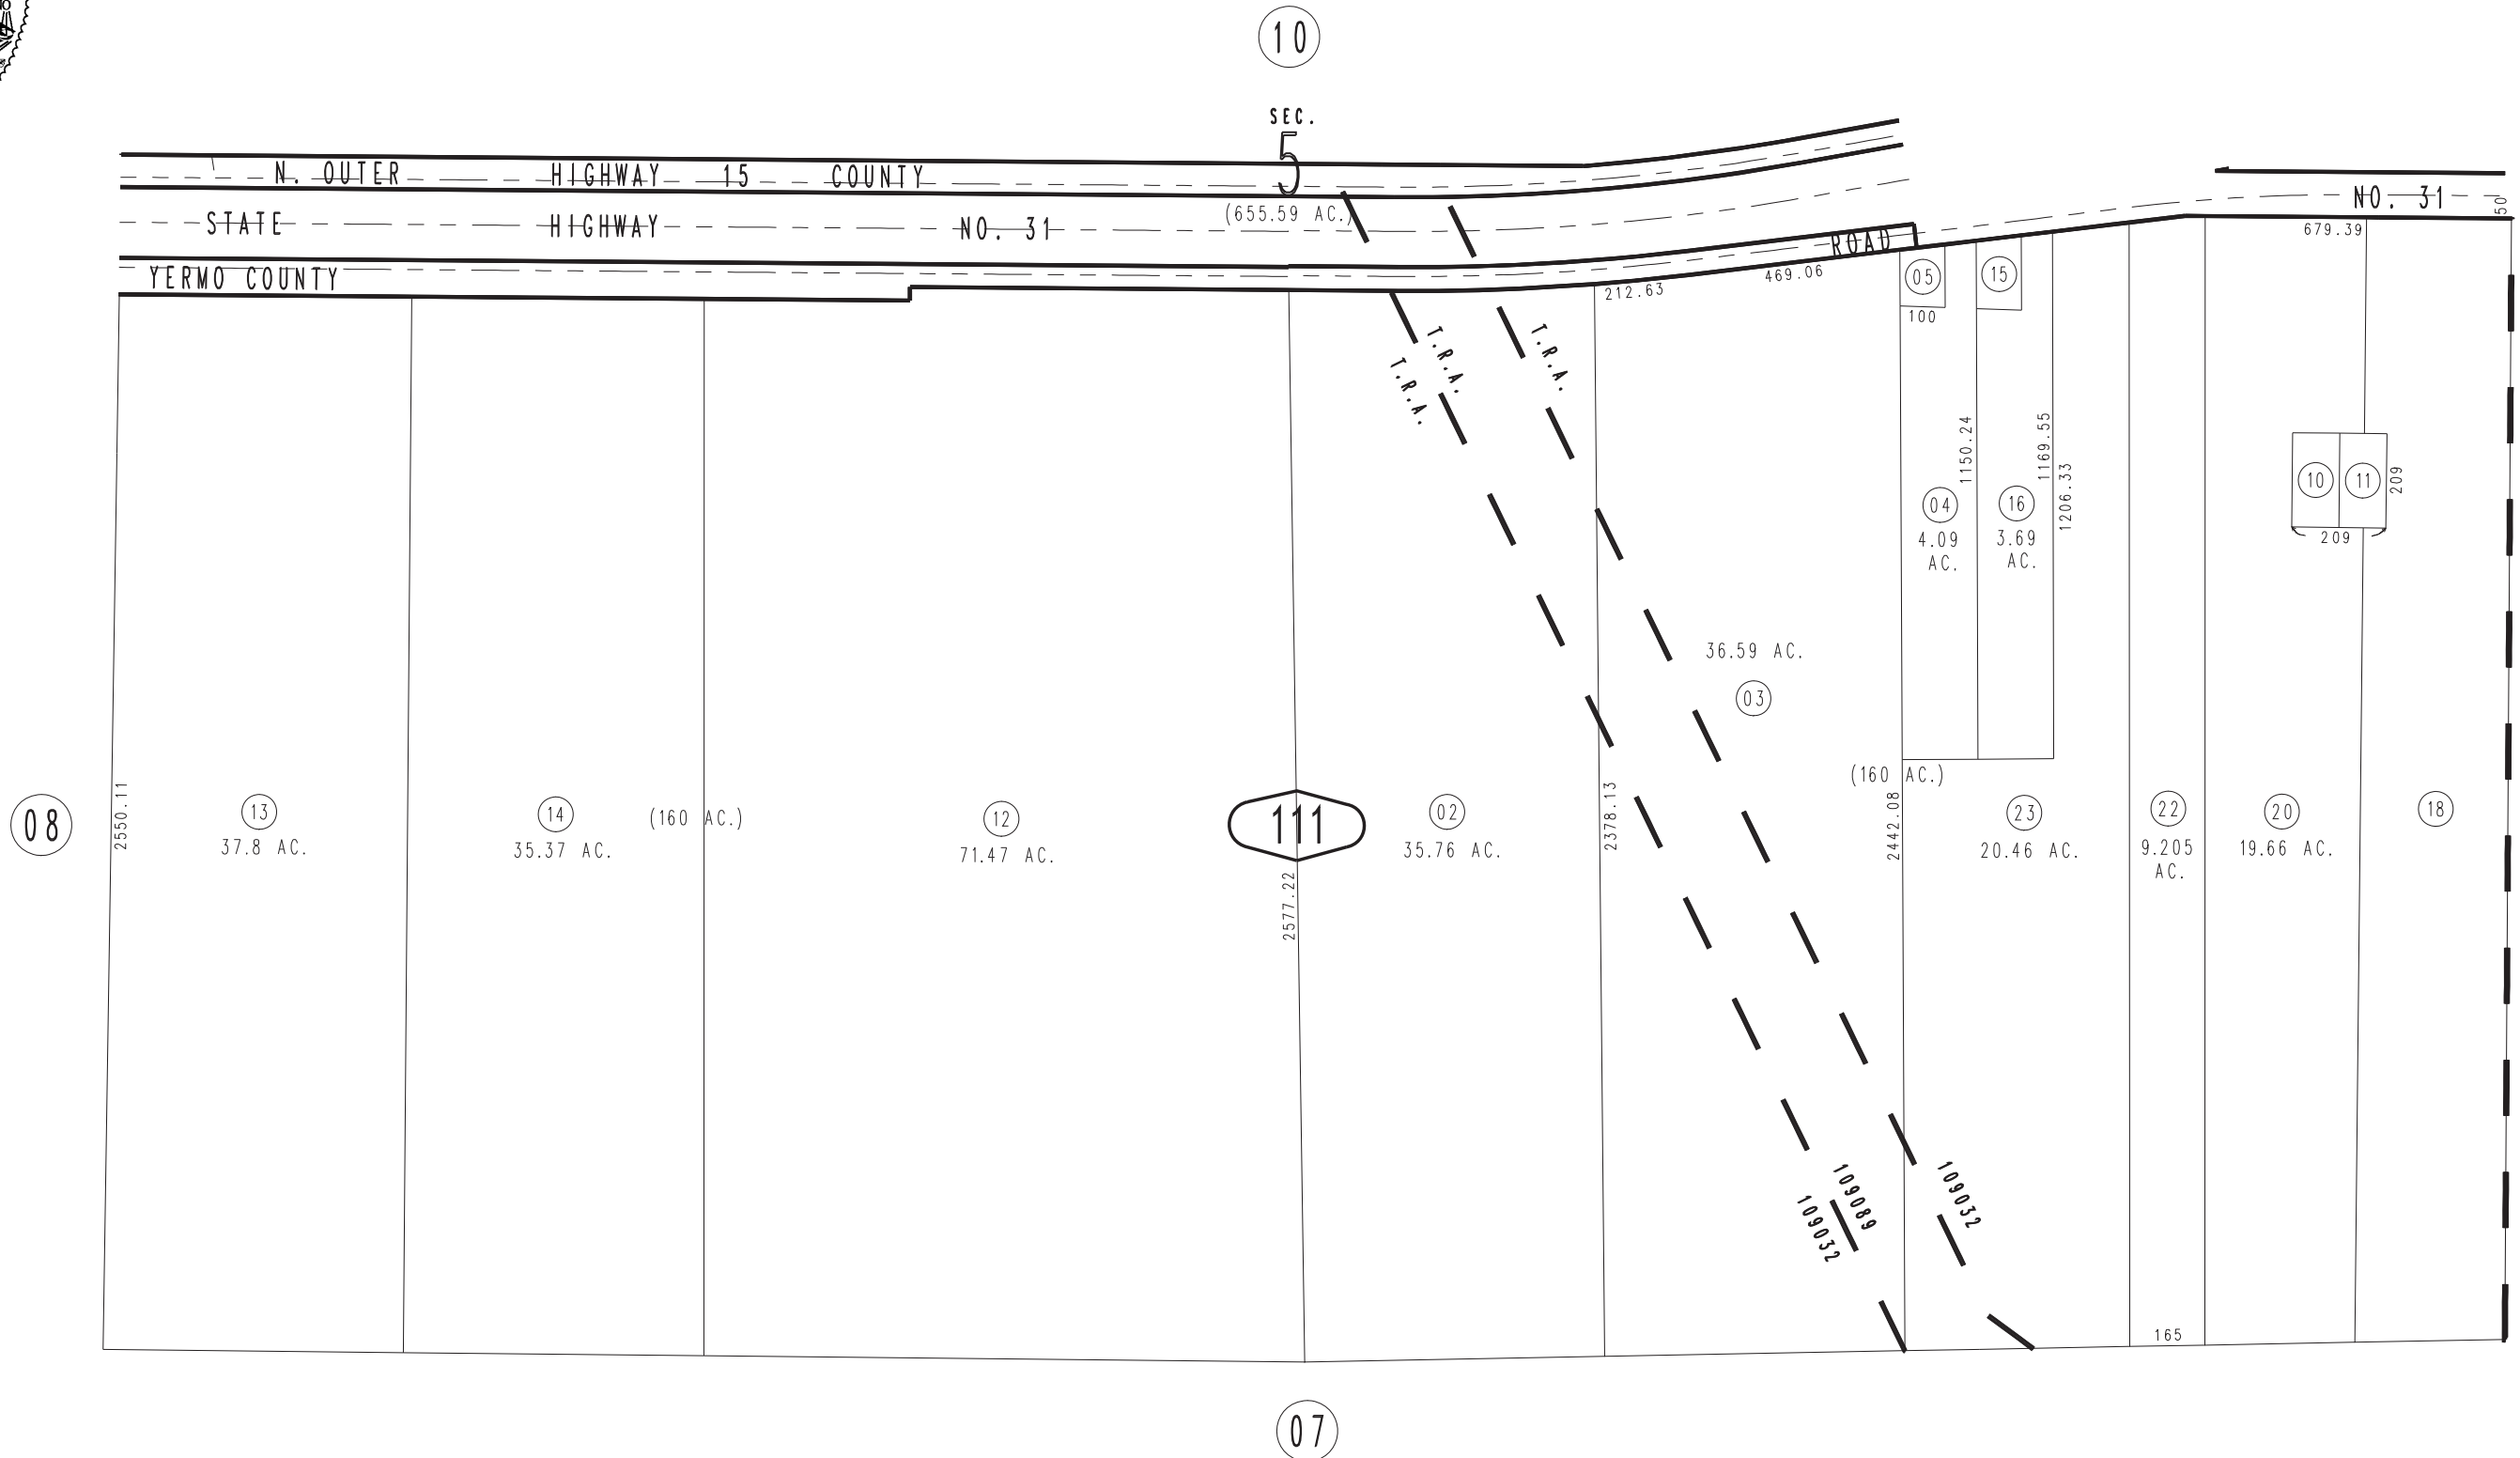 10
SEC.
5
N. OUTER HIGHWAY 15 COUNTY
NO. 31
50
(655.59 AC.)
STATE HIGHWAY NO. 31
679.39
ROAD
YERMO COUNTY
469.06
212.63
05
15
100
T.R.A.
T.R.A.
T.R.A.
1150.24
1169.55
1206.33
10
11
209
209
04
4.09
AC.
16
3.69
AC.
36.59 AC.
03
(160 AC.)
08
2550.11
13
37.8 AC.
14
35.37 AC.
(160 AC.)
12
71.47 AC.
111
2577.22
02
35.76 AC.
2378.13
2442.08
23
20.46 AC.
22
9.205
AC.
20
19.66 AC.
18
109089
109032
109032
165
07